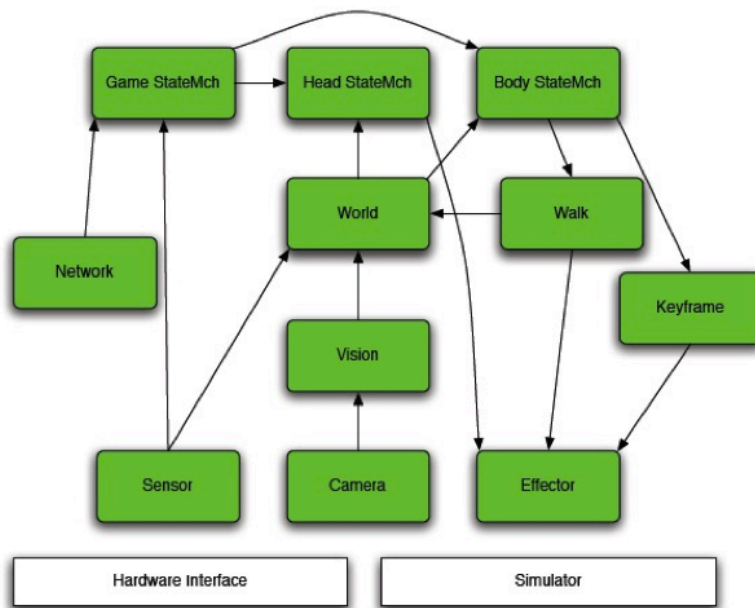 Game StateMch
Head StateMch
Body StateMch
World
Walk
Network
Keyframe
Vision
Sensor
Camera
Effector
Hardware Interface
Simulator